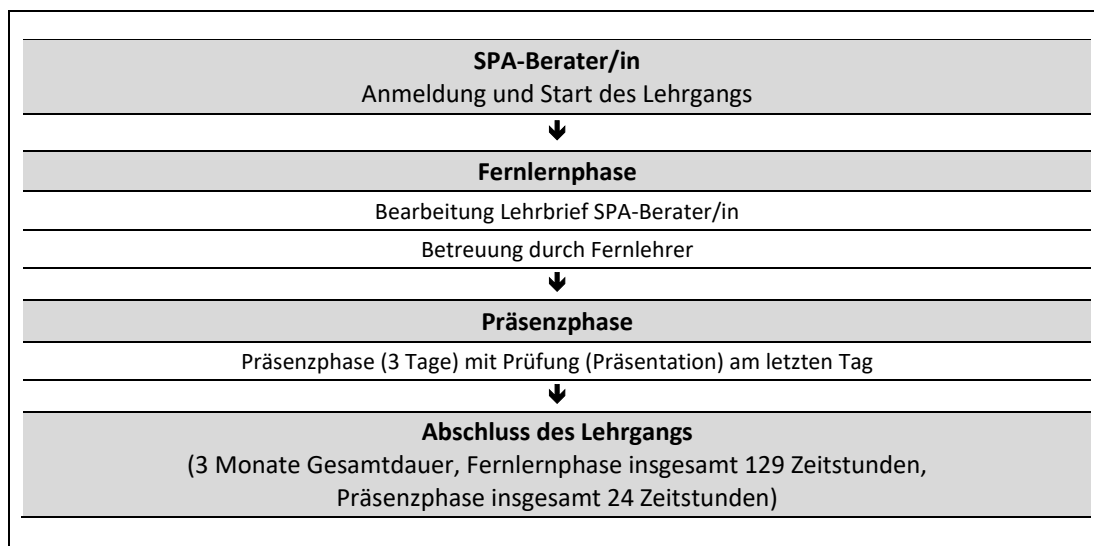 SPA-Berater/in
Anmeldung und Start des Lehrgangs
Fernlernphase
Bearbeitung Lehrbrief SPA-Berater/in
Betreuung durch Fernlehrer
Präsenzphase
Präsenzphase (3 Tage) mit Prüfung (Präsentation) am letzten Tag
Abschluss des Lehrgangs
(3 Monate Gesamtdauer, Fernlernphase insgesamt 129 Zeitstunden,
Präsenzphase insgesamt 24 Zeitstunden)